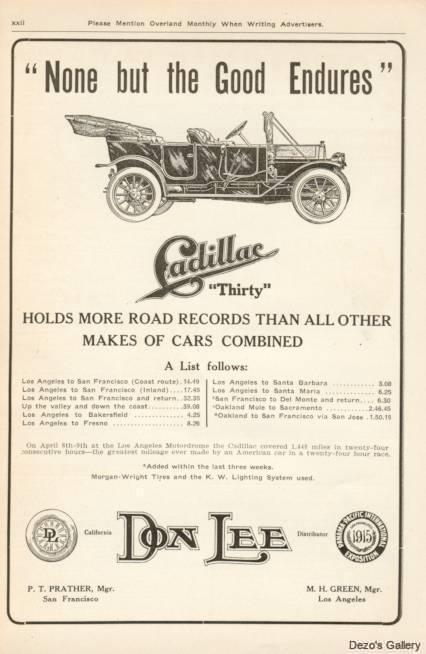 xxii Please Mention Overland Monthly When Writing Advertisers.
"None but the Good Endures"
Cadillac
"Thirty"
HOLDS MORE ROAD RECORDS THAN ALL OTHER
MAKES OF CARS COMBINED
A List follows:
Los Angeles to San Francisco (Coast route). 14.49
Los Angeles to San Francisco (Inland)....17.45
Los Angeles to San Francisco and return...32.35
Up the valley and down the coast.........39.08
Los Angeles to Bakersfield ............ 4.25
Los Angeles to Fresno ................. 8.26
Los Angeles to Santa Barbara ............ 3.08
Los Angeles to Santa Maria ............. 6.25
*San Francisco to Del Monte and return.... 6.30
*Oakland Mole to Sacramento ..........2.46.45
*Oakland to San Francisco via San Jose .1.50.15
On April 8th-9th at the Los Angeles Motordrome the Cadillac covered 1,448 miles in twenty-four
consecutive hours—the greatest mileage ever made by an American car in a twenty-four hour race.
*Added within the last three weeks.
Morgan-Wright Tires and the K. W. Lighting System used.
DL
California
DON LEE
Distributor
PANAMA PACIFIC INTERNATIONAL
1915
EXPOSITION
P. T. PRATHER, Mgr.
San Francisco
M. H. GREEN, Mgr.
Los Angeles
Dezo's Gallery